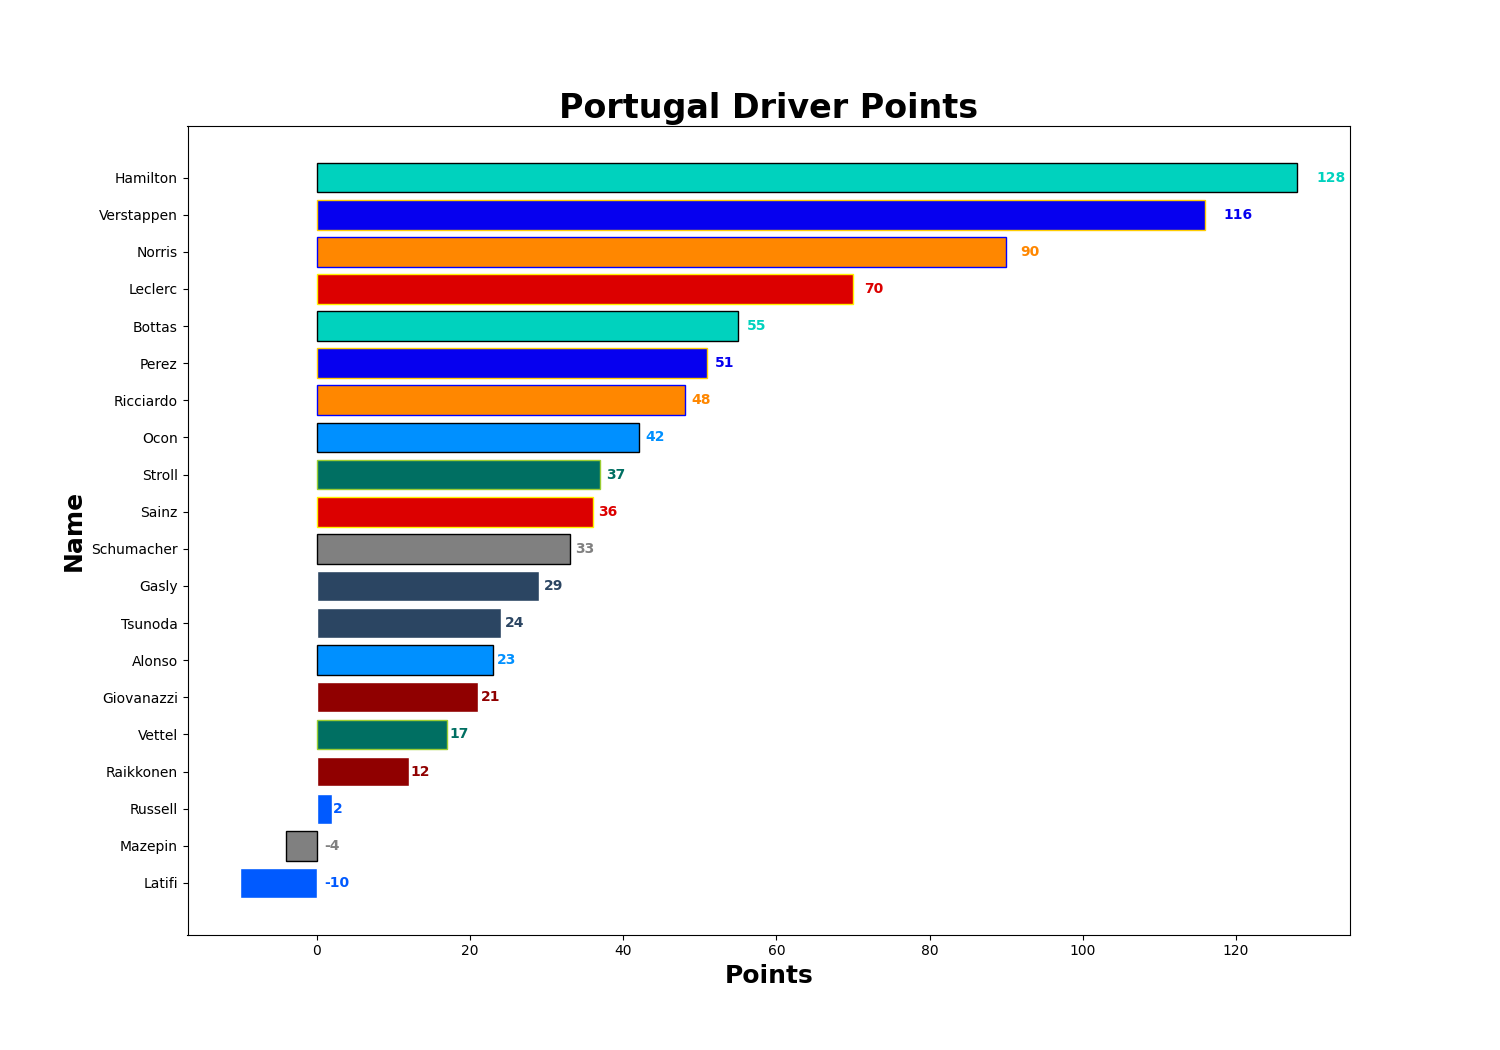 Portugal Driver Points
Hamilton 128
Verstappen 116
Norris 90
Leclerc 70
Bottas 55
Perez 51
Ricciardo 48
Ocon 42
Stroll 37
Sainz 36
Schumacher 33
Gasly 29
Tsunoda 24
Alonso 23
Giovanazzi 21
Vettel 17
Raikkonen 12
Russell 2
Mazepin -4
Latifi -10
Name
0 20 40 60 80 100 120
Points